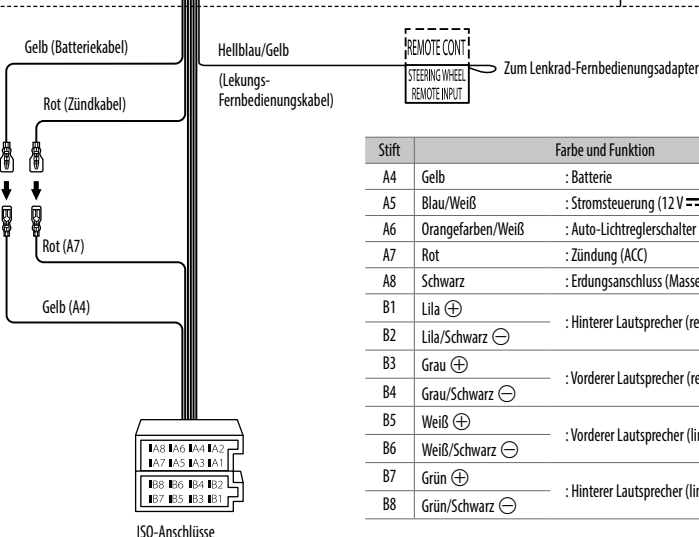 Gelb (Batteriekabel)
Hellblau/Gelb
(Lekungs-
Fernbedienungskabel)
REMOTE CONT
STEERING WHEEL
REMOTE INPUT
Zum Lenkrad-Fernbedienungsadapter
Rot (Zündkabel)
Rot (A7)
Gelb (A4)
Stift Farbe und Funktion
A4 Gelb : Batterie
A5 Blau/Weiß : Stromsteuerung (12 V
A6 Orangefarben/Weiß : Auto-Lichtreglerschalter
A7 Rot : Zündung (ACC)
A8 Schwarz : Erdungsanschluss (Masse
B1 Lila ⊕
: Hinterer Lautsprecher (re
B2 Lila/Schwarz ⊖
B3 Grau ⊕
: Vorderer Lautsprecher (re
B4 Grau/Schwarz ⊖
B5 Weiß ⊕
: Vorderer Lautsprecher (lin
B6 Weiß/Schwarz ⊖
B7 Grün ⊕
: Hinterer Lautsprecher (lin
B8 Grün/Schwarz ⊖
A8 A6 A4 A2
A7 A5 A3 A1
B8 B6 B4 B2
B7 B5 B3 B1
ISO-Anschlüsse